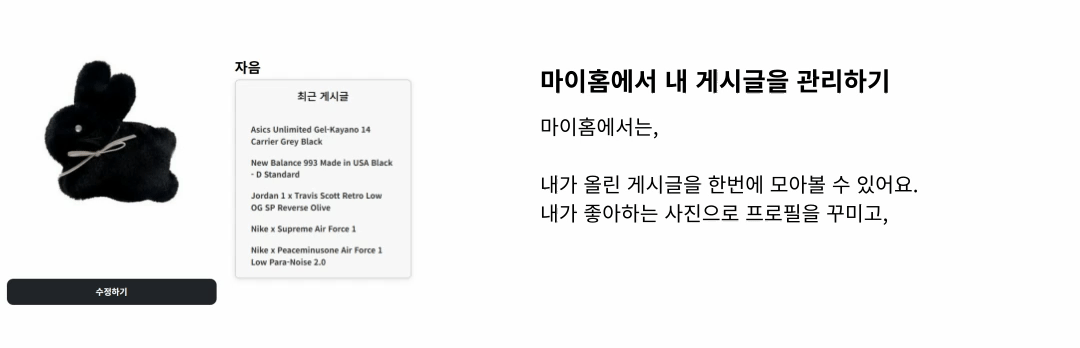 자음
최근 게시글
Asics Unlimited Gel-Kayano 14
Carrier Grey Black
New Balance 993 Made in USA Black
- D Standard
Jordan 1 x Travis Scott Retro Low
OG SP Reverse Olive
Nike x Supreme Air Force 1
Nike x Peaceminusone Air Force 1
Low Para-Noise 2.0
수정하기
마이홈에서 내 게시글을 관리하기
마이홈에서는,
내가 올린 게시글을 한번에 모아볼 수 있어요.
내가 좋아하는 사진으로 프로필을 꾸미고,